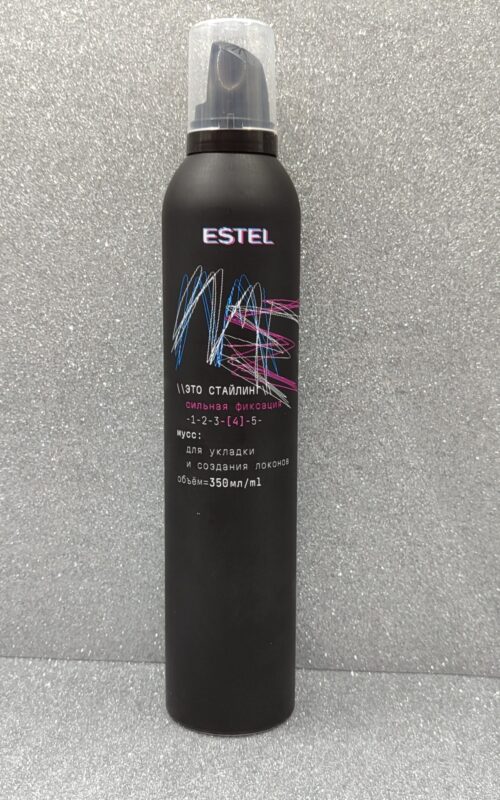 ESTEL
\\ЭТО СТАЙЛИНГ\\
сильная фиксация
-1-2-3-[4]-5-
мусс:
для укладки
и создания локонов
объём=350мл/ml